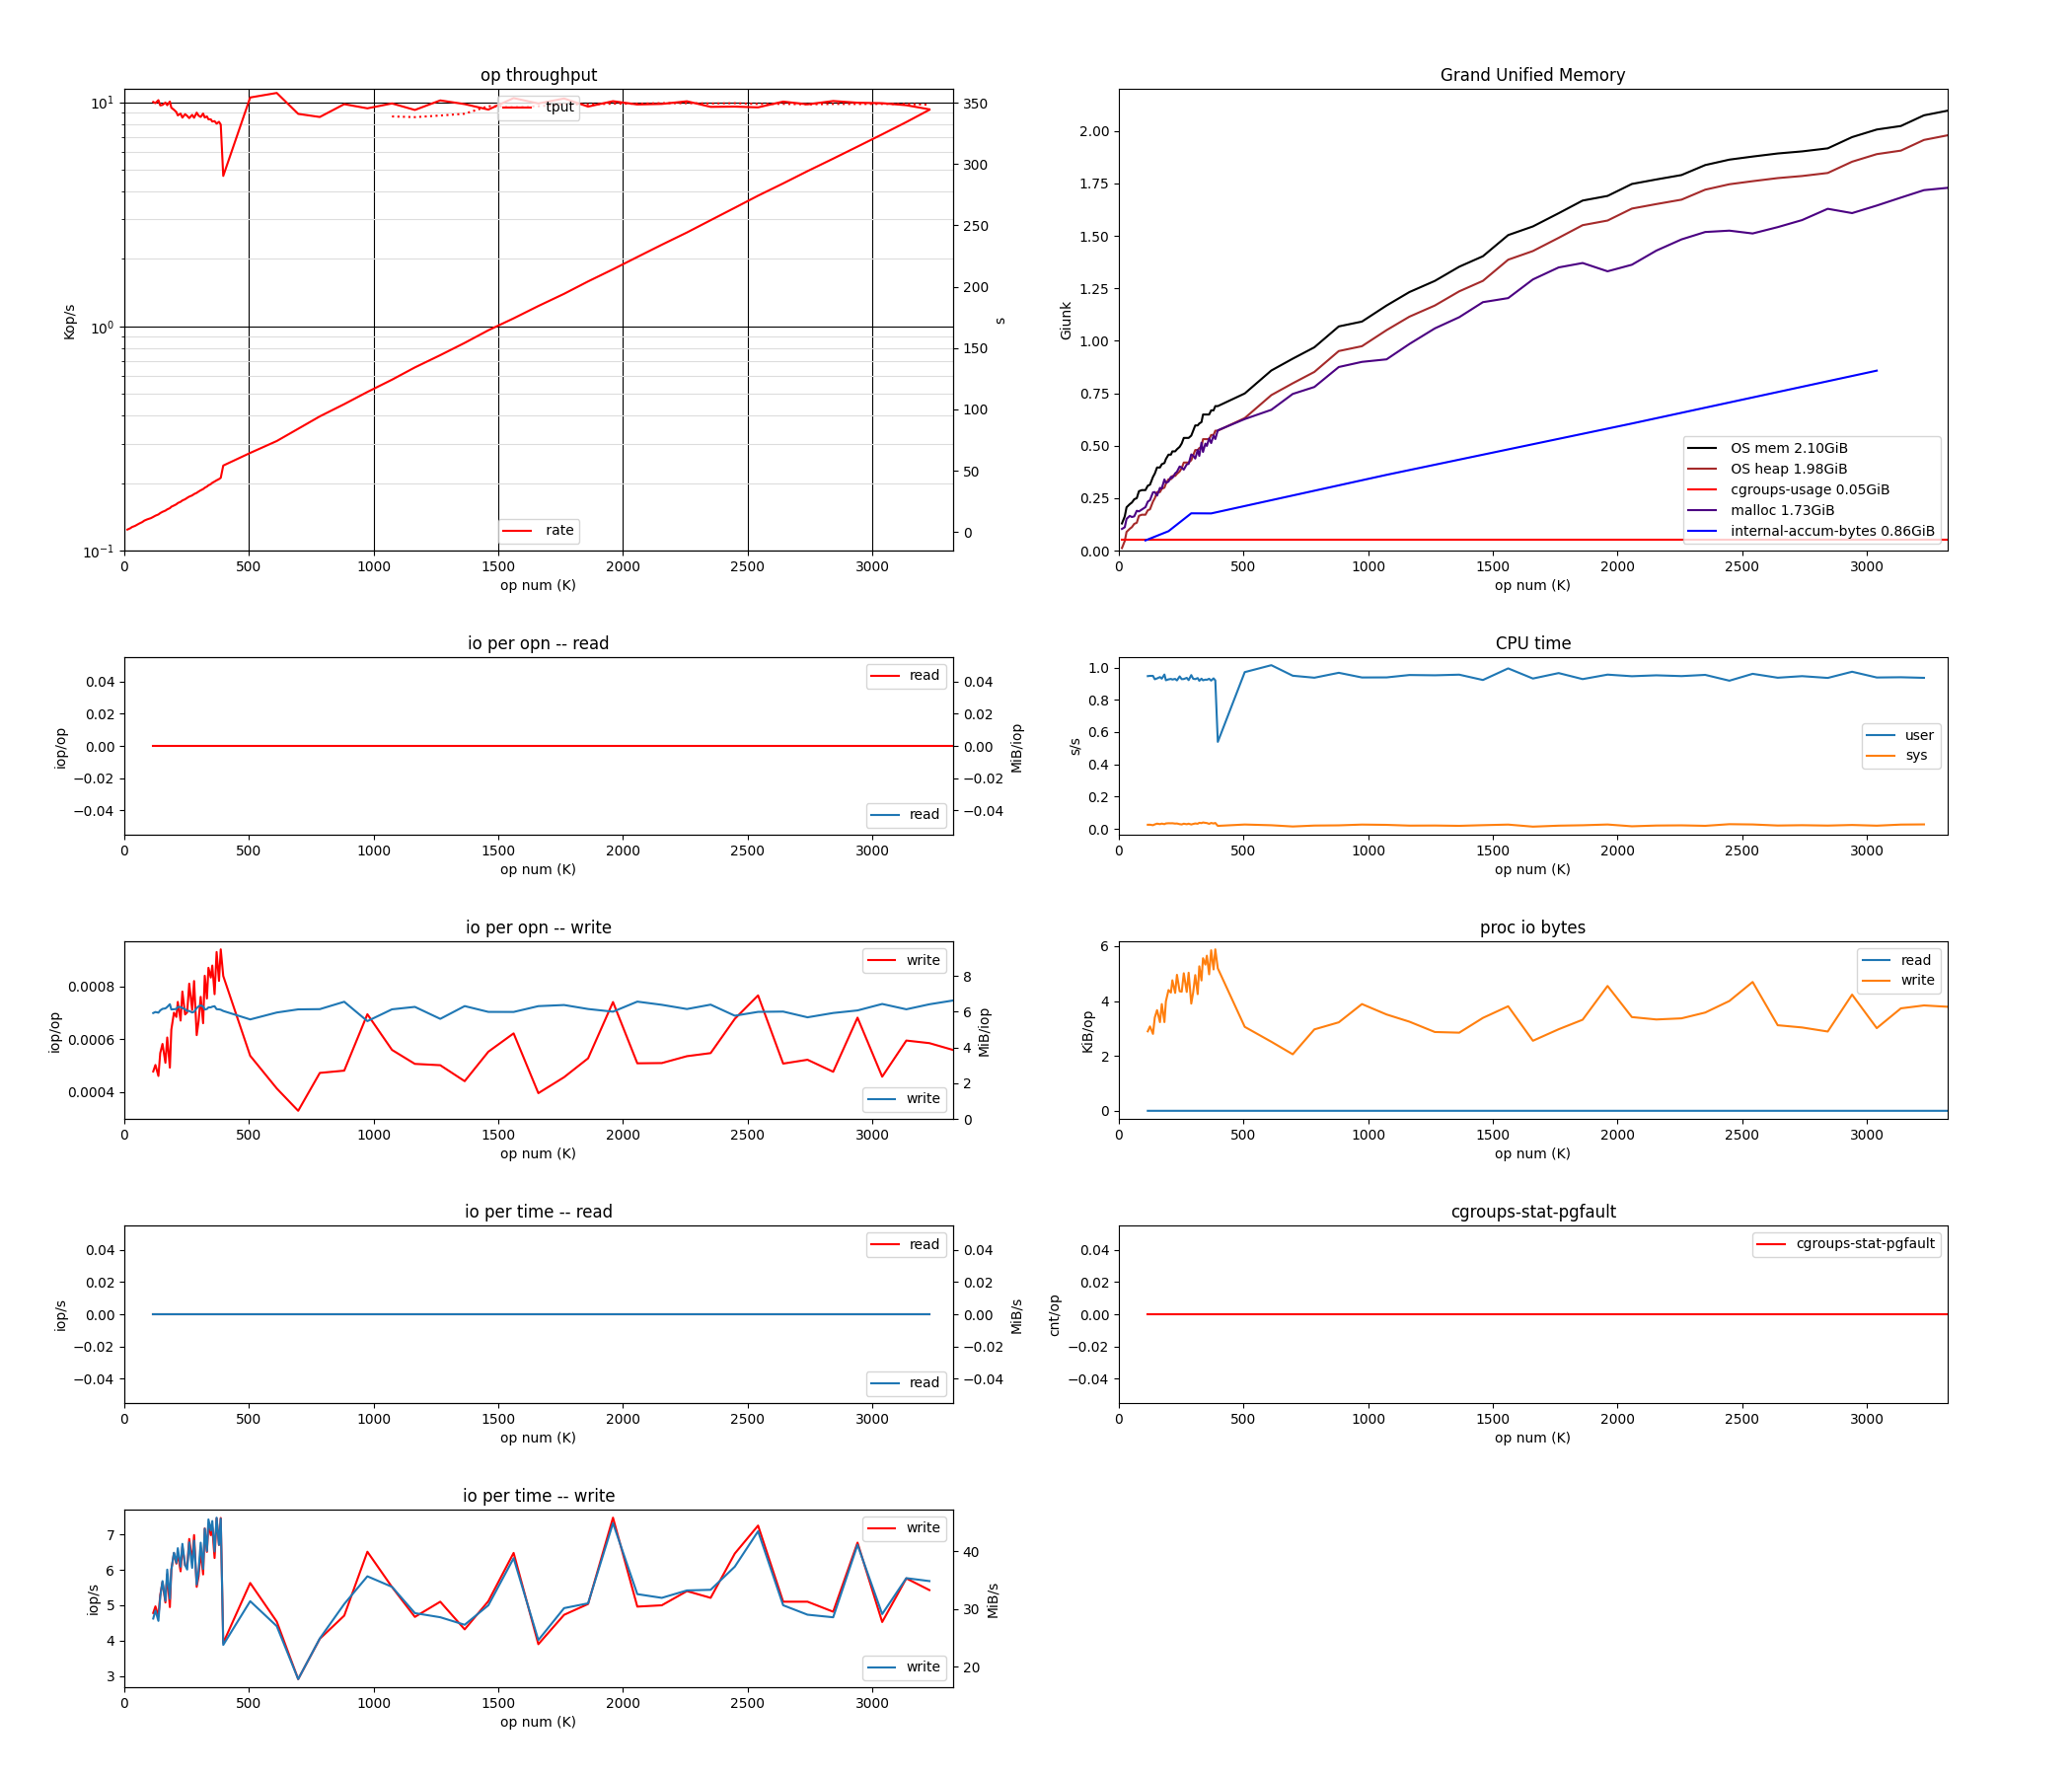 op throughput
10¹
10⁰
10⁻¹
Kop/s
350
300
250
200
150
100
50
0
s
tput
rate
0 500 1000 1500 2000 2500 3000
op num (K)
Grand Unified Memory
2.00
1.75
1.50
1.25
1.00
0.75
0.50
0.25
0.00
Giunk
OS mem 2.10GiB
OS heap 1.98GiB
cgroups-usage 0.05GiB
malloc 1.73GiB
internal-accum-bytes 0.86GiB
0 500 1000 1500 2000 2500 3000
op num (K)
io per opn -- read
0.04
0.02
0.00
−0.02
−0.04
iop/op
0.04
0.02
0.00
−0.02
−0.04
MiB/iop
read
read
0 500 1000 1500 2000 2500 3000
op num (K)
CPU time
1.0
0.8
0.6
0.4
0.2
0.0
s/s
user
sys
0 500 1000 1500 2000 2500 3000
op num (K)
io per opn -- write
0.0008
0.0006
0.0004
iop/op
8
6
4
2
0
MiB/iop
write
write
0 500 1000 1500 2000 2500 3000
op num (K)
proc io bytes
6
4
2
0
KiB/op
read
write
0 500 1000 1500 2000 2500 3000
op num (K)
io per time -- read
0.04
0.02
0.00
−0.02
−0.04
iop/s
0.04
0.02
0.00
−0.02
−0.04
MiB/s
read
read
0 500 1000 1500 2000 2500 3000
op num (K)
cgroups-stat-pgfault
0.04
0.02
0.00
−0.02
−0.04
cnt/op
cgroups-stat-pgfault
0 500 1000 1500 2000 2500 3000
op num (K)
io per time -- write
7
6
5
4
3
iop/s
40
30
20
MiB/s
write
write
0 500 1000 1500 2000 2500 3000
op num (K)